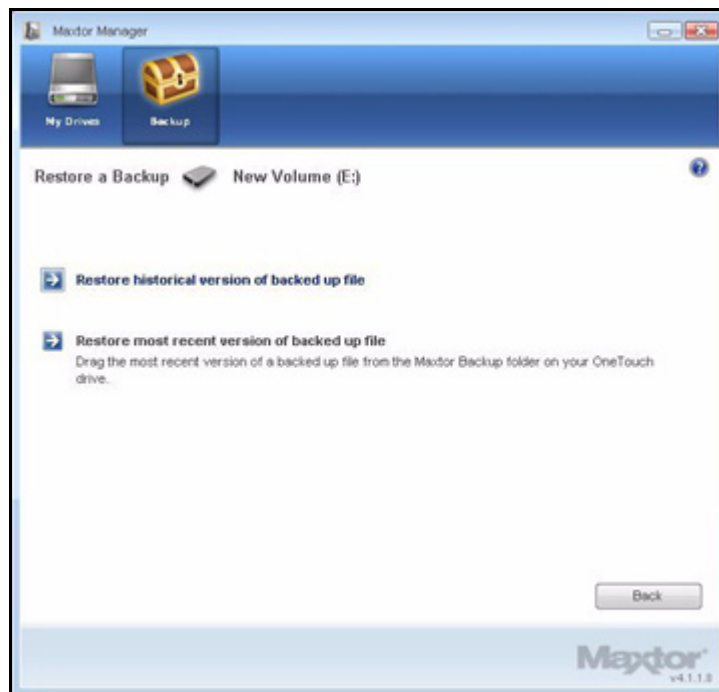 Maxtor Manager
My Drives
Backup
Restore a Backup New Volume (E:)
Restore historical version of backed up file
Restore most recent version of backed up file
Drag the most recent version of a backed up file from the Maxtor Backup folder on your OneTouch
drive.
Back
Maxtor
v4.1.1.8